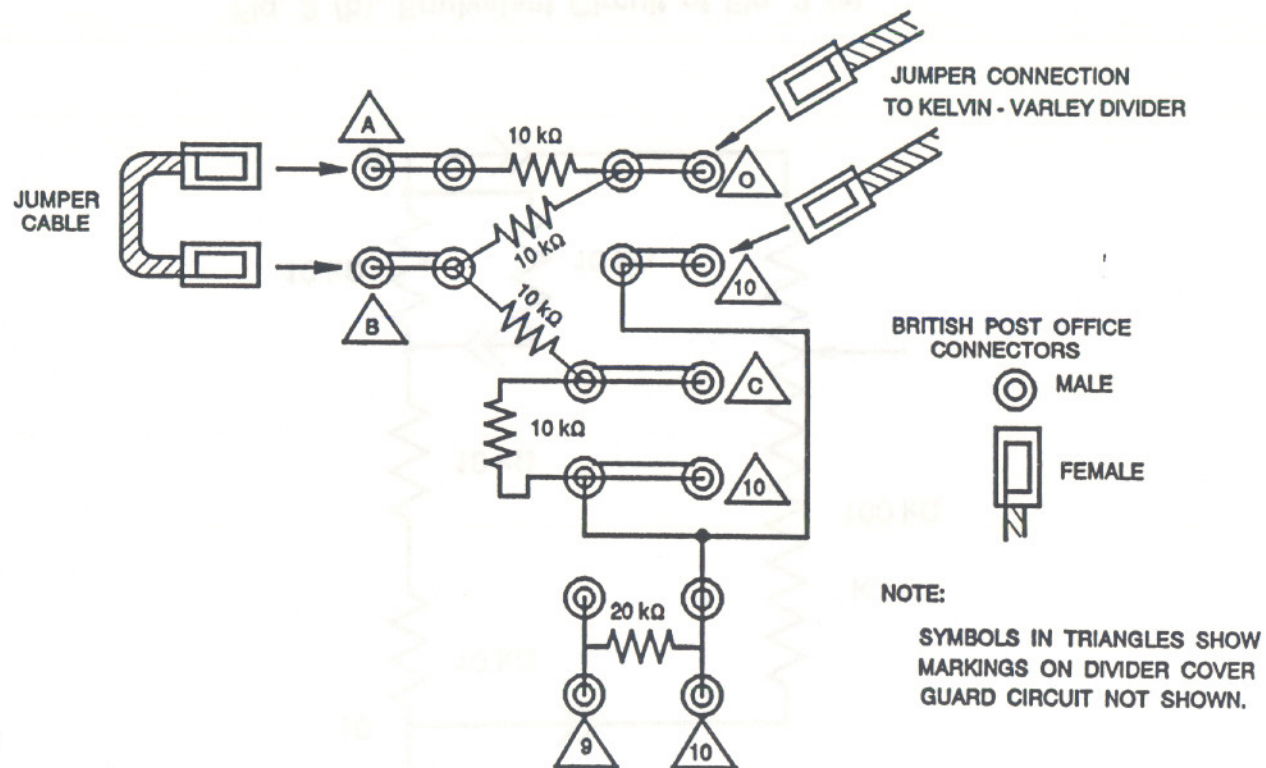 JUMPER CONNECTION
TO KELVIN - VARLEY DIVIDER
A
10 kΩ
O
JUMPER
CABLE
10 kΩ
10
B
10 kΩ
BRITISH POST OFFICE
CONNECTORS
MALE
C
10 kΩ
10
FEMALE
NOTE:
20 kΩ
SYMBOLS IN TRIANGLES SHOW
MARKINGS ON DIVIDER COVER
GUARD CIRCUIT NOT SHOWN.
9
10